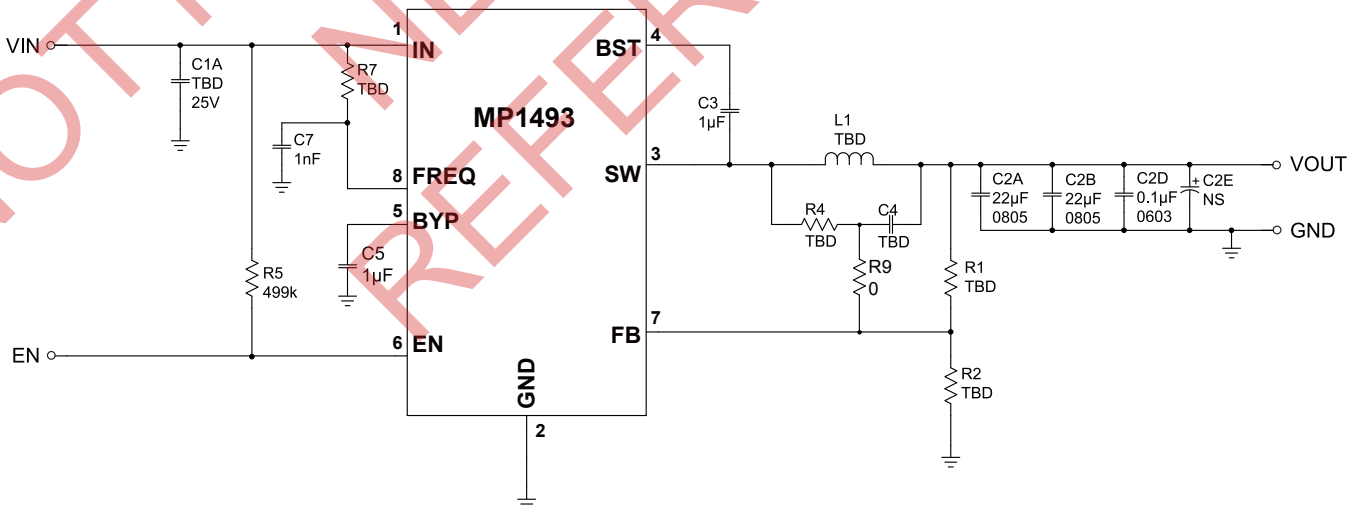 NOT
NE
REFER
VIN
1
IN
C1A
TBD
25V
R7
TBD
C7
1nF
8
FREQ
5
BYP
C5
1µF
R5
499k
EN
6
EN
MP1493
GND
2
BST
4
C3
1µF
SW
3
L1
TBD
R4
TBD
C4
TBD
R9
0
FB
7
R1
TBD
R2
TBD
C2A
22µF
0805
C2B
22µF
0805
C2D
0.1µF
0603
+
C2E
NS
VOUT
GND